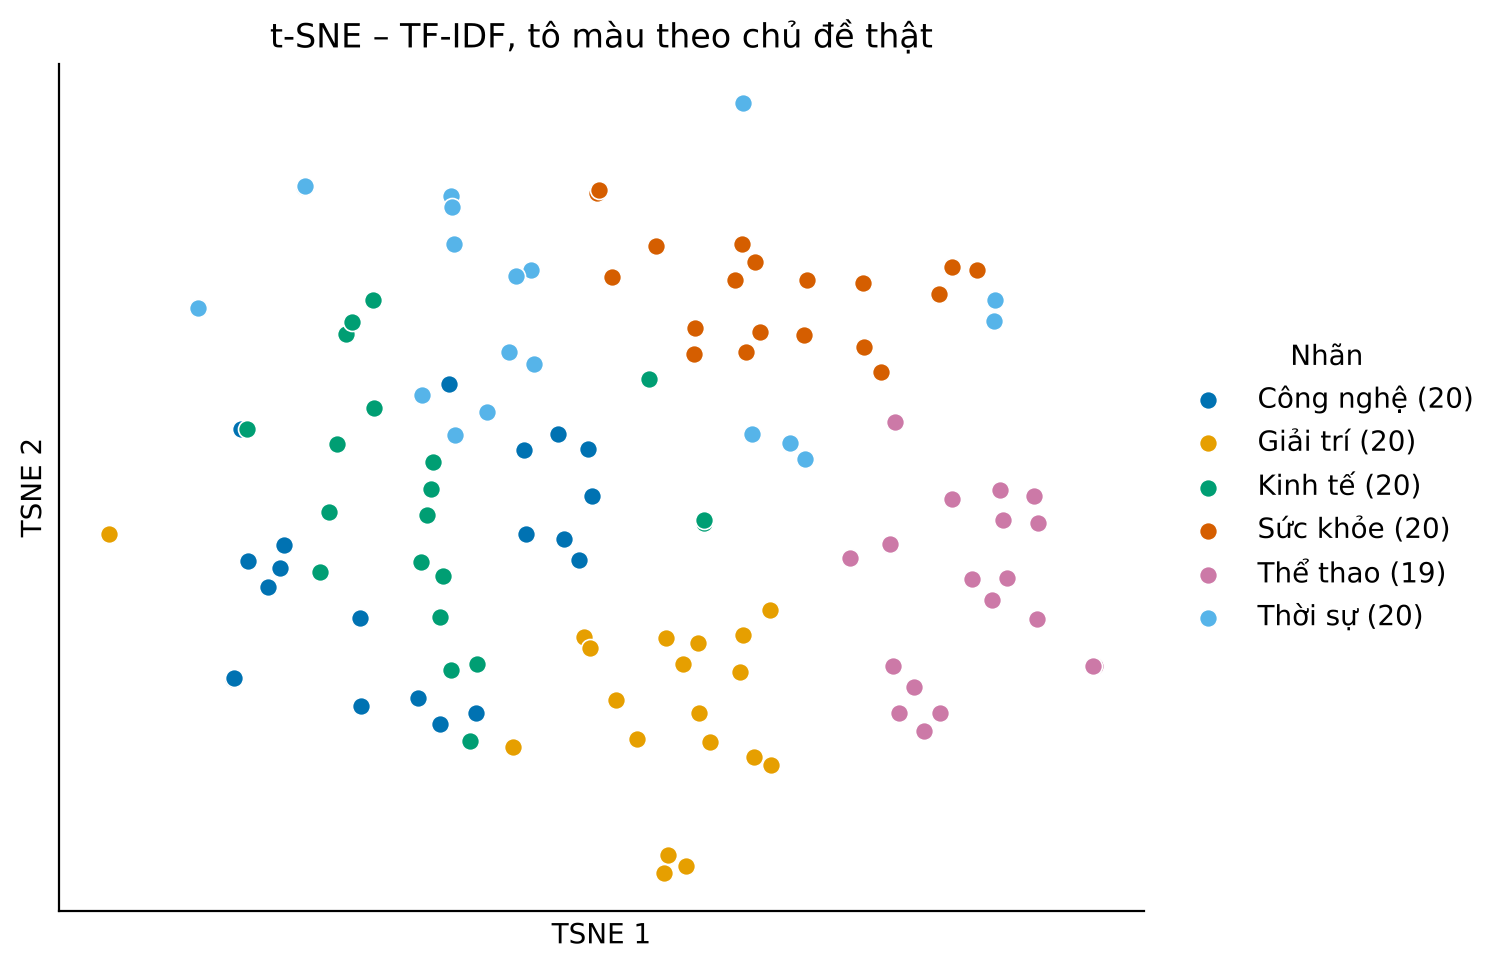 t-SNE – TF-IDF, tô màu theo chủ đề thật
TSNE 2
TSNE 1
Nhãn
Công nghệ (20)
Giải trí (20)
Kinh tế (20)
Sức khỏe (20)
Thể thao (19)
Thời sự (20)